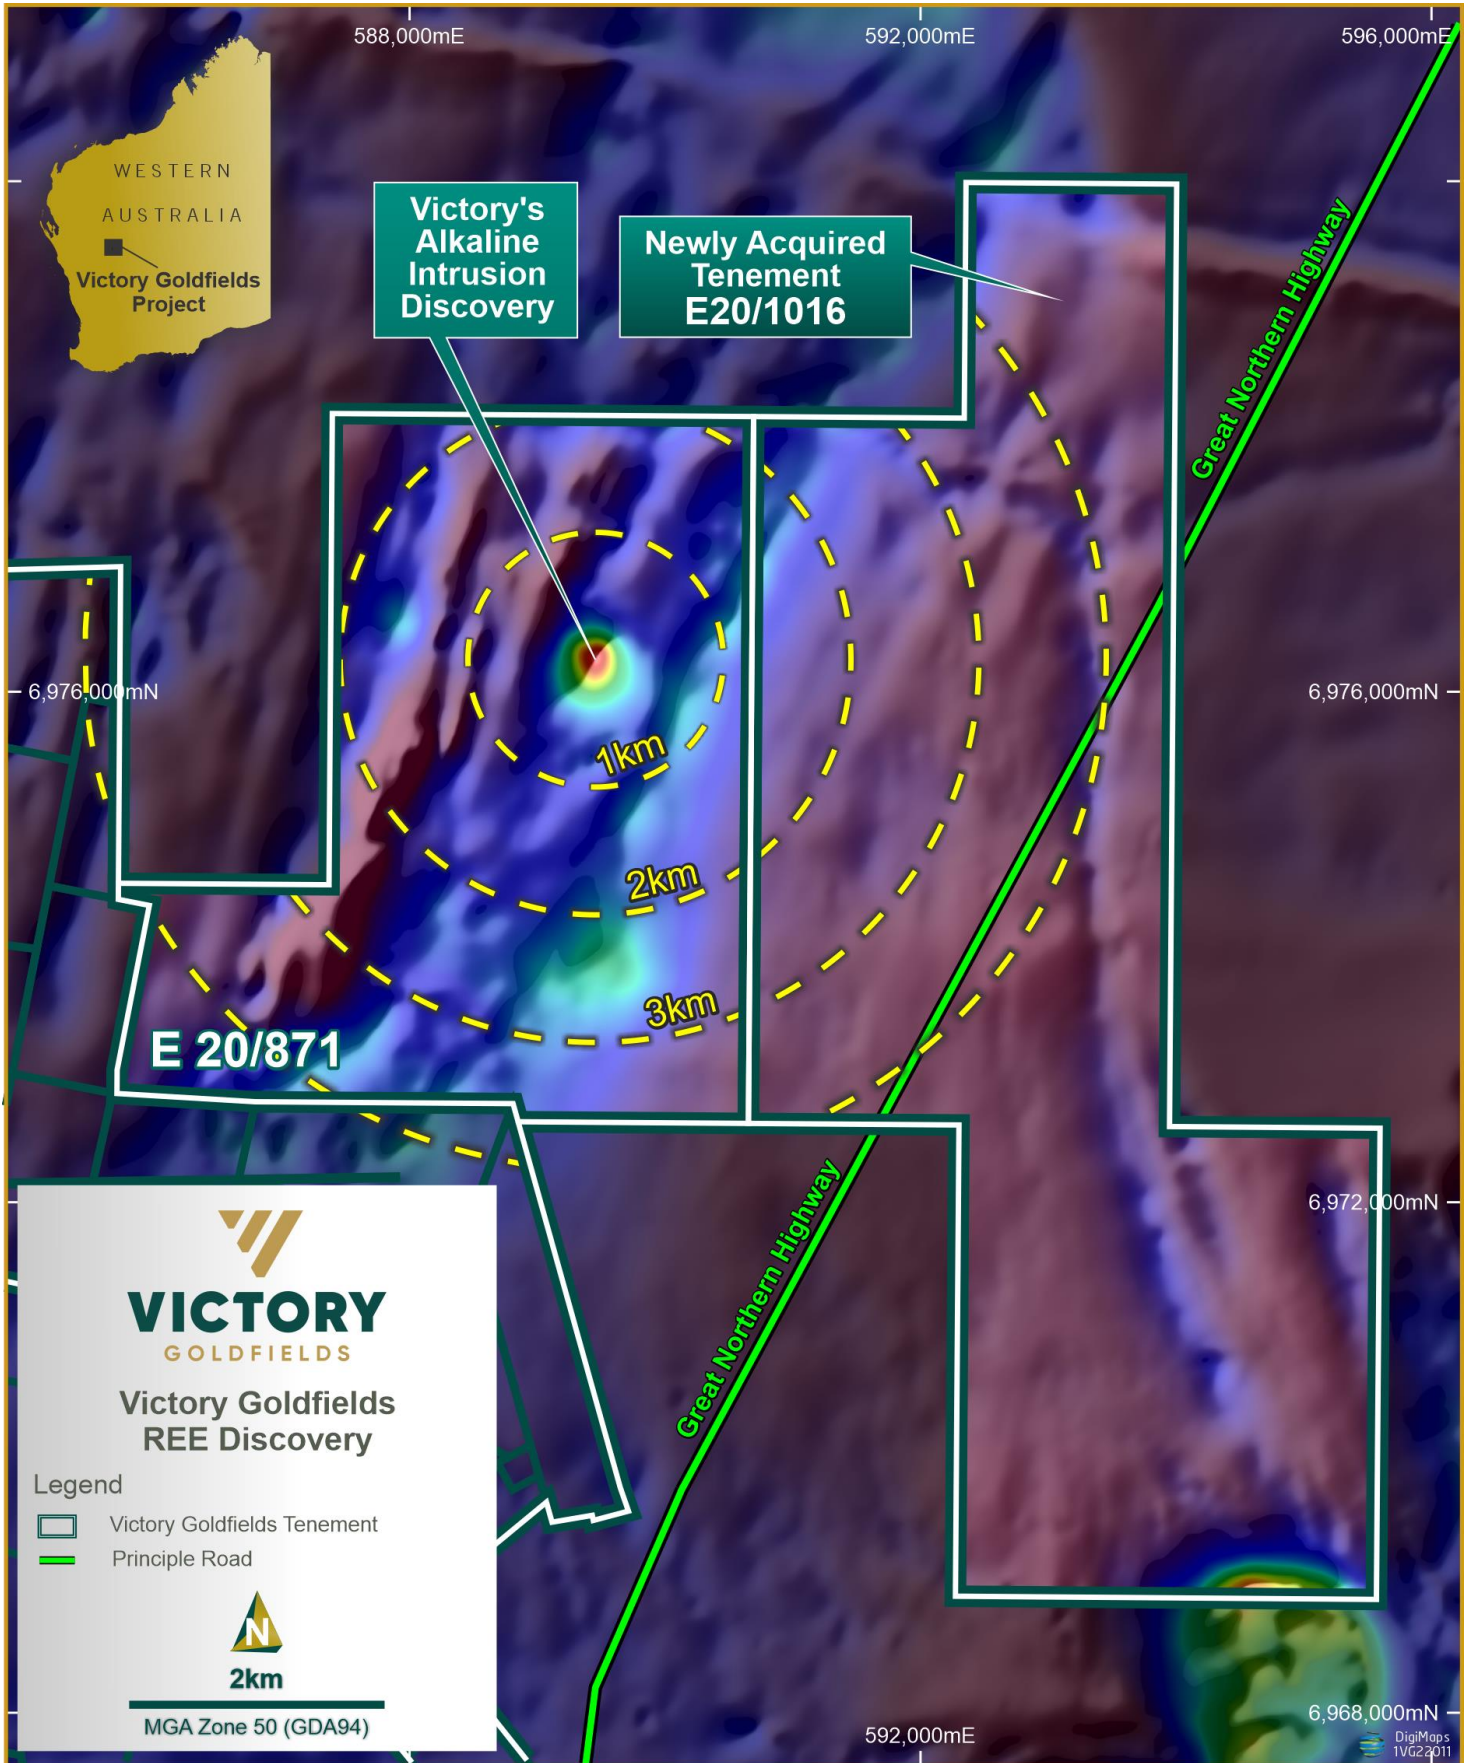 588,000mE
592,000mE
596,000mE
WESTERN
AUSTRALIA
Victory Goldfields
Project
Victory's
Alkaline
Intrusion
Discovery
Newly Acquired
Tenement
E20/1016
Great Northern Highway
6,976,000mN
6,976,000mN
1km
2km
3km
E 20/871
Great Northern Highway
6,972,000mN
VICTORY
GOLDFIELDS
Victory Goldfields
REE Discovery
Legend
Victory Goldfields Tenement
Principle Road
N
2km
MGA Zone 50 (GDA94)
592,000mE
6,968,000mN
DigiMaps
1VG22011